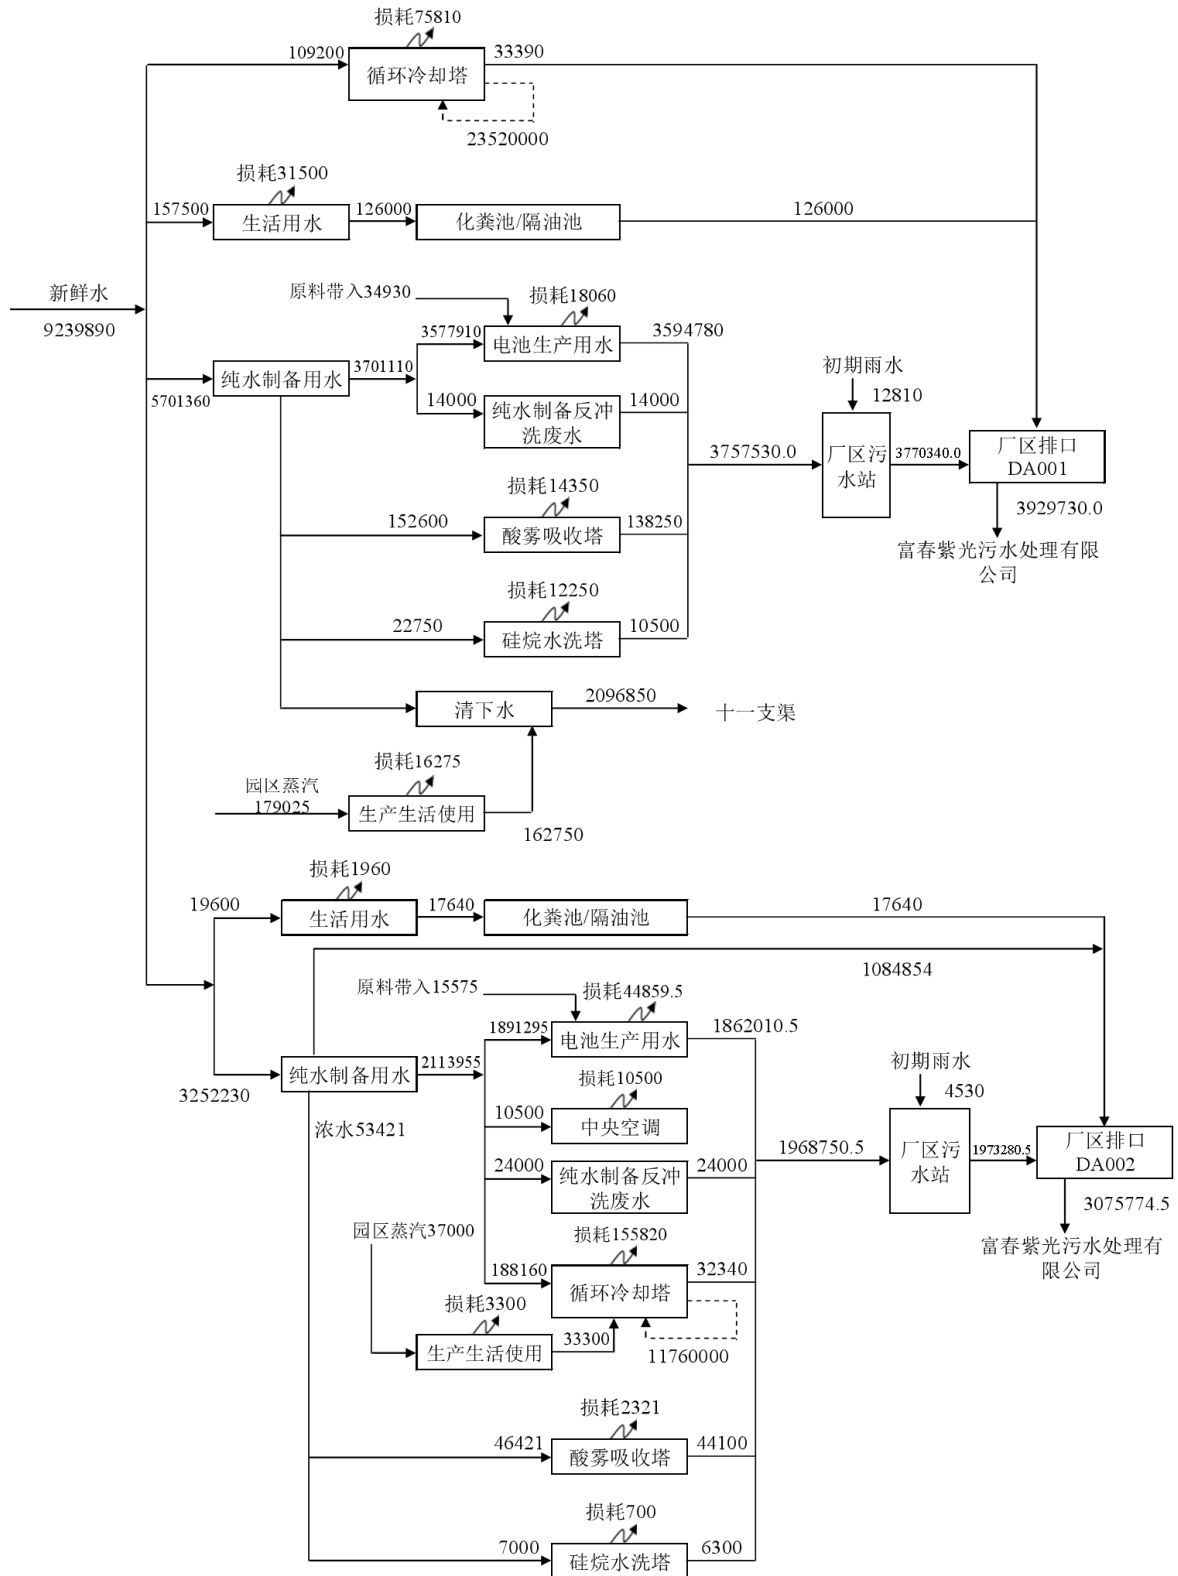 损耗75810
109200
循环冷却塔
33390
23520000
损耗31500
157500
生活用水
126000
化粪池/隔油池
126000
新鲜水
9239890
原料带入34930
损耗18060
3577910
电池生产用水
3594780
5701360
纯水制备用水
3701110
14000
纯水制备反冲
洗废水
14000
初期雨水
12810
3757530.0
厂区污
水站
3770340.0
厂区排口
DA001
3929730.0
富春紫光污水处理有限
公司
损耗14350
152600
酸雾吸收塔
138250
损耗12250
22750
硅烷水洗塔
10500
清下水
2096850
十一支渠
损耗16275
园区蒸汽
179025
生产生活使用
162750
损耗1960
19600
生活用水
17640
化粪池/隔油池
17640
1084854
原料带入15575
损耗44859.5
1891295
电池生产用水
1862010.5
3252230
纯水制备用水
2113955
损耗10500
10500
中央空调
初期雨水
4530
浓水53421
24000
纯水制备反冲
洗废水
24000
1968750.5
厂区污
水站
1973280.5
厂区排口
DA002
3075774.5
富春紫光污水处理有
限公司
园区蒸汽37000
损耗155820
188160
循环冷却塔
32340
11760000
损耗3300
生产生活使用
33300
损耗2321
46421
酸雾吸收塔
44100
损耗700
7000
硅烷水洗塔
6300